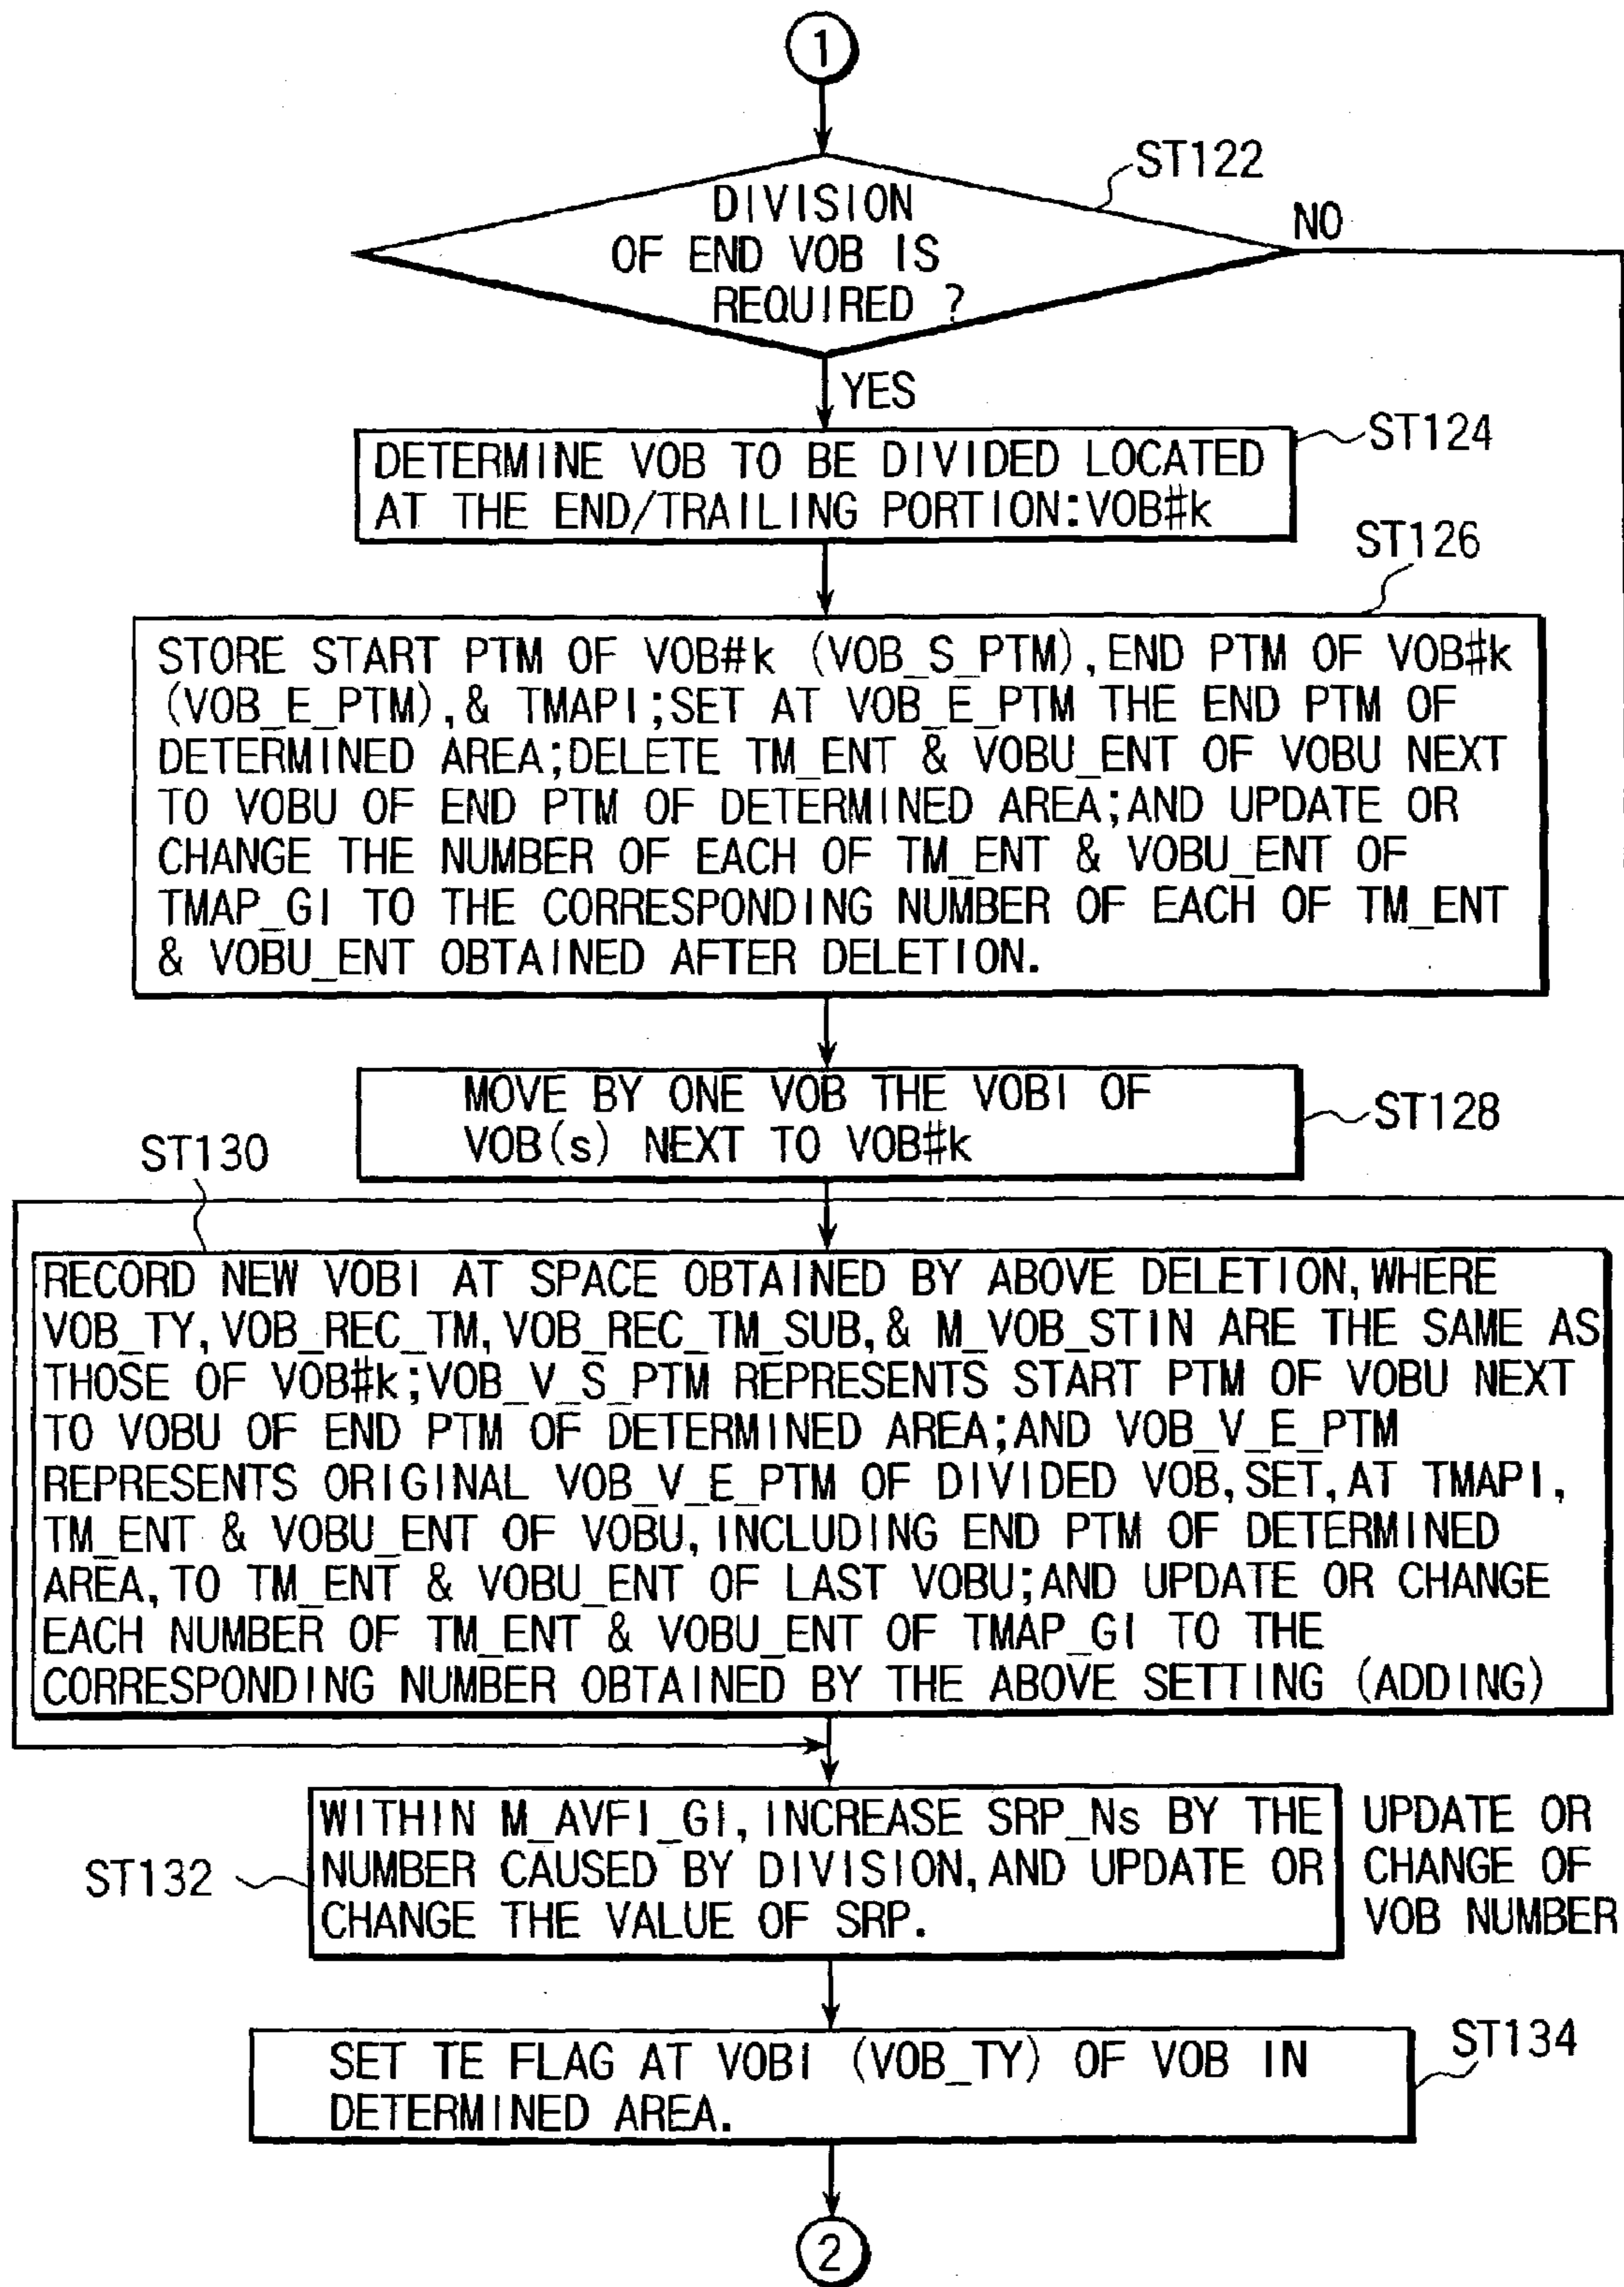 1
ST122
DIVISION
OF END VOB IS
REQUIRED ?
NO
YES
ST124
DETERMINE VOB TO BE DIVIDED LOCATED
AT THE END/TRAILING PORTION:VOB#k
ST126
STORE START PTM OF VOB#k (VOB_S_PTM),END PTM OF VOB#k
(VOB_E_PTM),& TMAPI;SET AT VOB_E_PTM THE END PTM OF
DETERMINED AREA;DELETE TM_ENT & VOBU_ENT OF VOBU NEXT
TO VOBU OF END PTM OF DETERMINED AREA;AND UPDATE OR
CHANGE THE NUMBER OF EACH OF TM_ENT & VOBU_ENT OF
TMAP_GI TO THE CORRESPONDING NUMBER OF EACH OF TM_ENT
& VOBU_ENT OBTAINED AFTER DELETION.
MOVE BY ONE VOB THE VOBI OF
VOB(s) NEXT TO VOB#k
ST128
ST130
RECORD NEW VOBI AT SPACE OBTAINED BY ABOVE DELETION,WHERE
VOB_TY,VOB_REC_TM,VOB_REC_TM_SUB,& M_VOB_STIN ARE THE SAME AS
THOSE OF VOB#k;VOB_V_S_PTM REPRESENTS START PTM OF VOBU NEXT
TO VOBU OF END PTM OF DETERMINED AREA;AND VOB_V_E_PTM
REPRESENTS ORIGINAL VOB_V_E_PTM OF DIVIDED VOB,SET,AT TMAPI,
TM_ENT & VOBU_ENT OF VOBU,INCLUDING END PTM OF DETERMINED
AREA,TO TM_ENT & VOBU_ENT OF LAST VOBU;AND UPDATE OR CHANGE
EACH NUMBER OF TM_ENT & VOBU_ENT OF TMAP_GI TO THE
CORRESPONDING NUMBER OBTAINED BY THE ABOVE SETTING (ADDING)
ST132
WITHIN M_AVFI_GI,INCREASE SRP_Ns BY THE
NUMBER CAUSED BY DIVISION,AND UPDATE OR
CHANGE THE VALUE OF SRP.
UPDATE OR
CHANGE OF
VOB NUMBER
ST134
SET TE FLAG AT VOBI (VOB_TY) OF VOB IN
DETERMINED AREA.
2